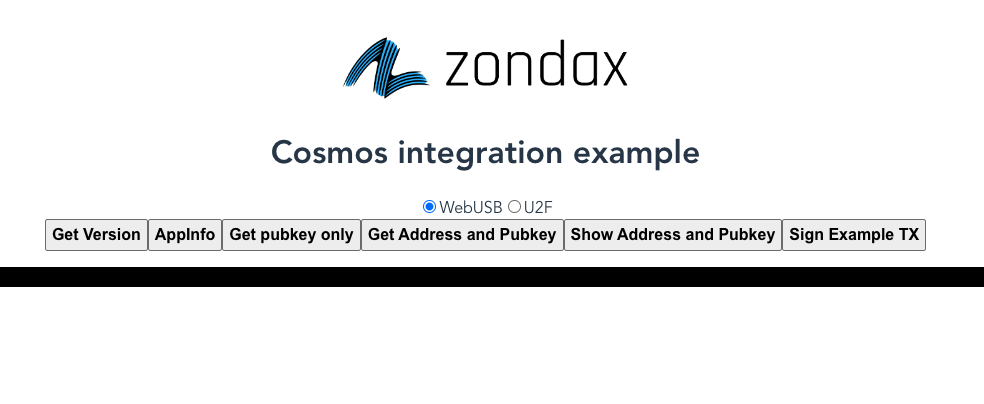 zondax
Cosmos integration example
WebUSB U2F
Get Version AppInfo Get pubkey only Get Address and Pubkey Show Address and Pubkey Sign Example TX